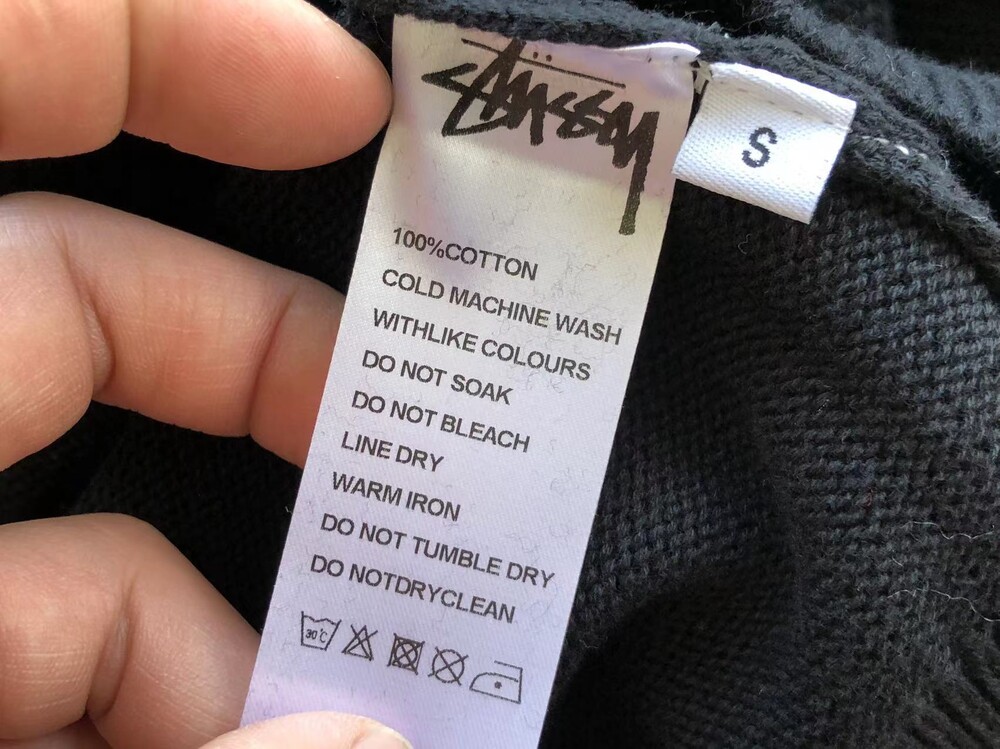 STÜSSY
S
100%COTTON
COLD MACHINE WASH
WITHLIKE COLOURS
DO NOT SOAK
DO NOT BLEACH
LINE DRY
WARM IRON
DO NOT TUMBLE DRY
DO NOTDRYCLEAN
30℃